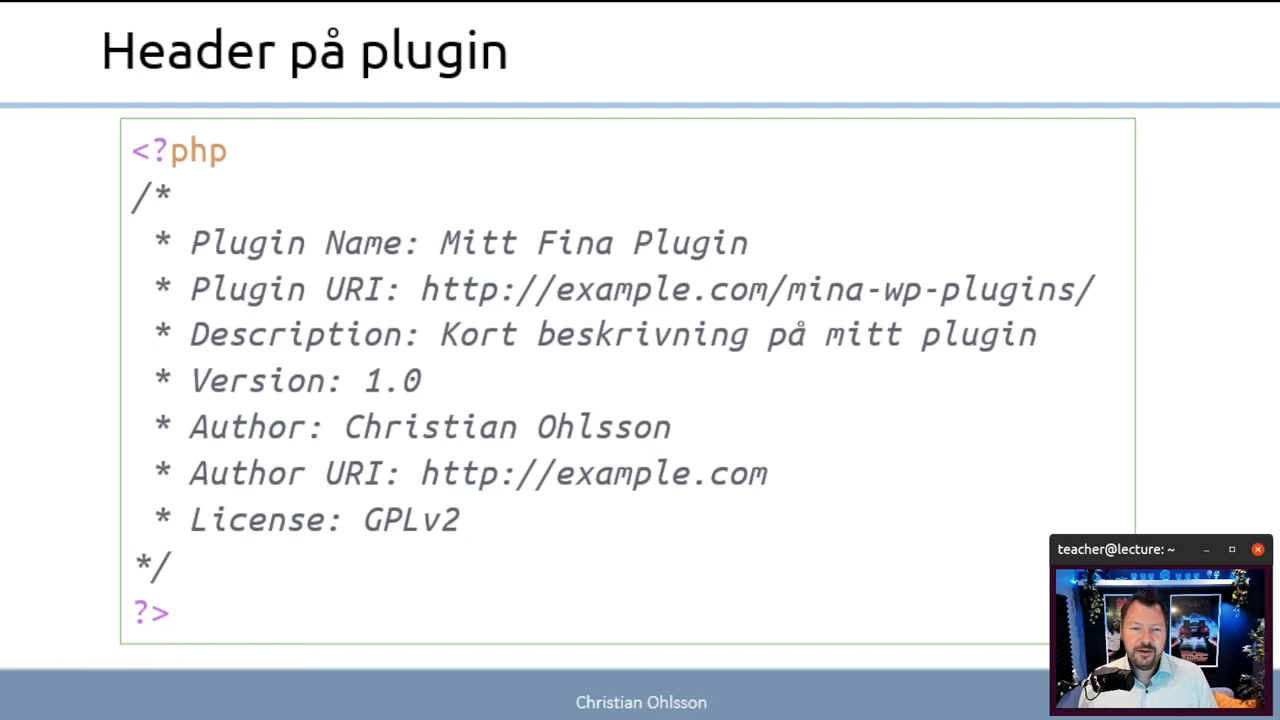 Header på plugin
<?php
/*
* Plugin Name: Mitt Fina Plugin
* Plugin URI: http://example.com/mina-wp-plugins/
* Description: Kort beskrivning på mitt plugin
* Version: 1.0
* Author: Christian Ohlsson
* Author URI: http://example.com
* License: GPLv2
*/
?>
teacher@lecture: ~
Christian Ohlsson